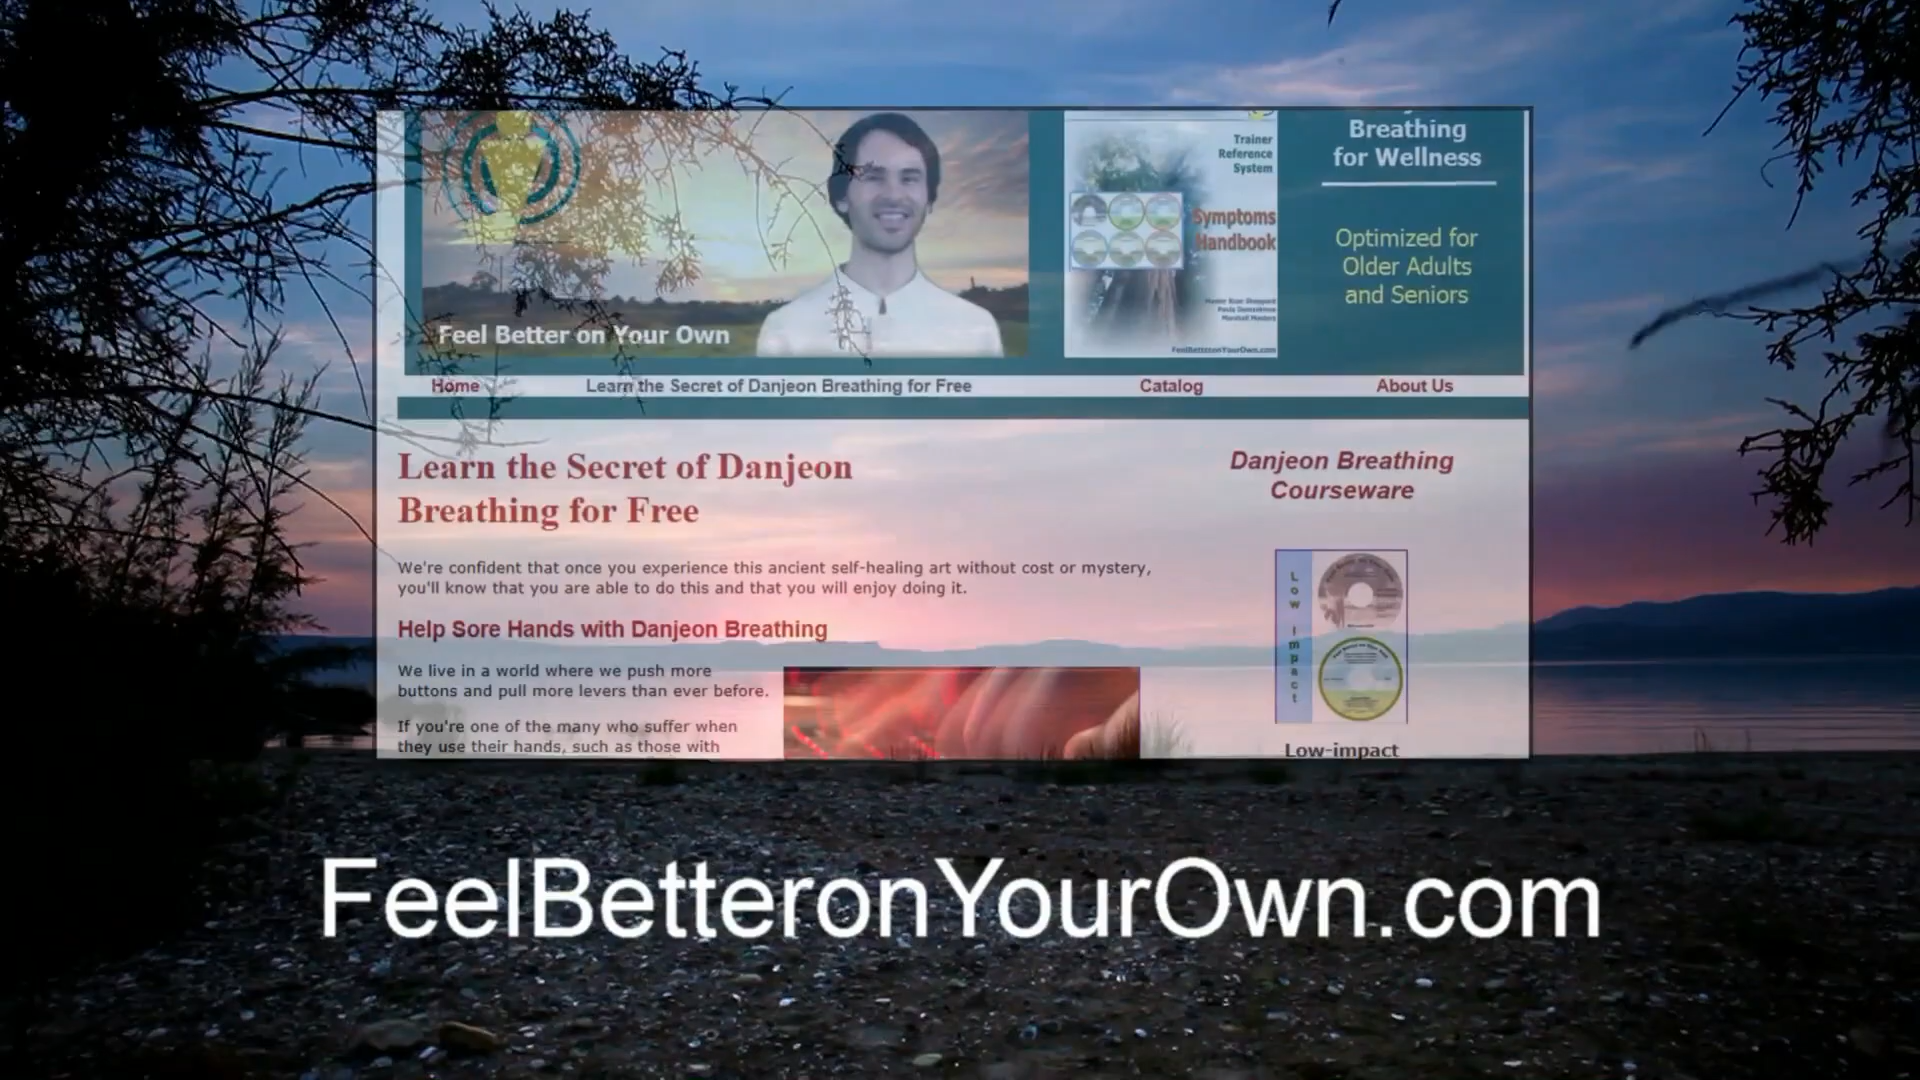 Trainer
Reference
System
Symptoms
Handbook
Paula Demetriou
Marshall Masters
FeelBetteronYourOwn.com
Breathing
for Wellness
Optimized for
Older Adults
and Seniors
Feel Better on Your Own
Home
Learn the Secret of Danjeon Breathing for Free
Catalog
About Us
Learn the Secret of Danjeon
Breathing for Free
We're confident that once you experience this ancient self-healing art without cost or mystery,
you'll know that you are able to do this and that you will enjoy doing it.
Help Sore Hands with Danjeon Breathing
We live in a world where we push more
buttons and pull more levers than ever before.
If you're one of the many who suffer when
they use their hands, such as those with
Danjeon Breathing
Courseware
Low Impact
Low-impact
FeelBetteronYourOwn.com